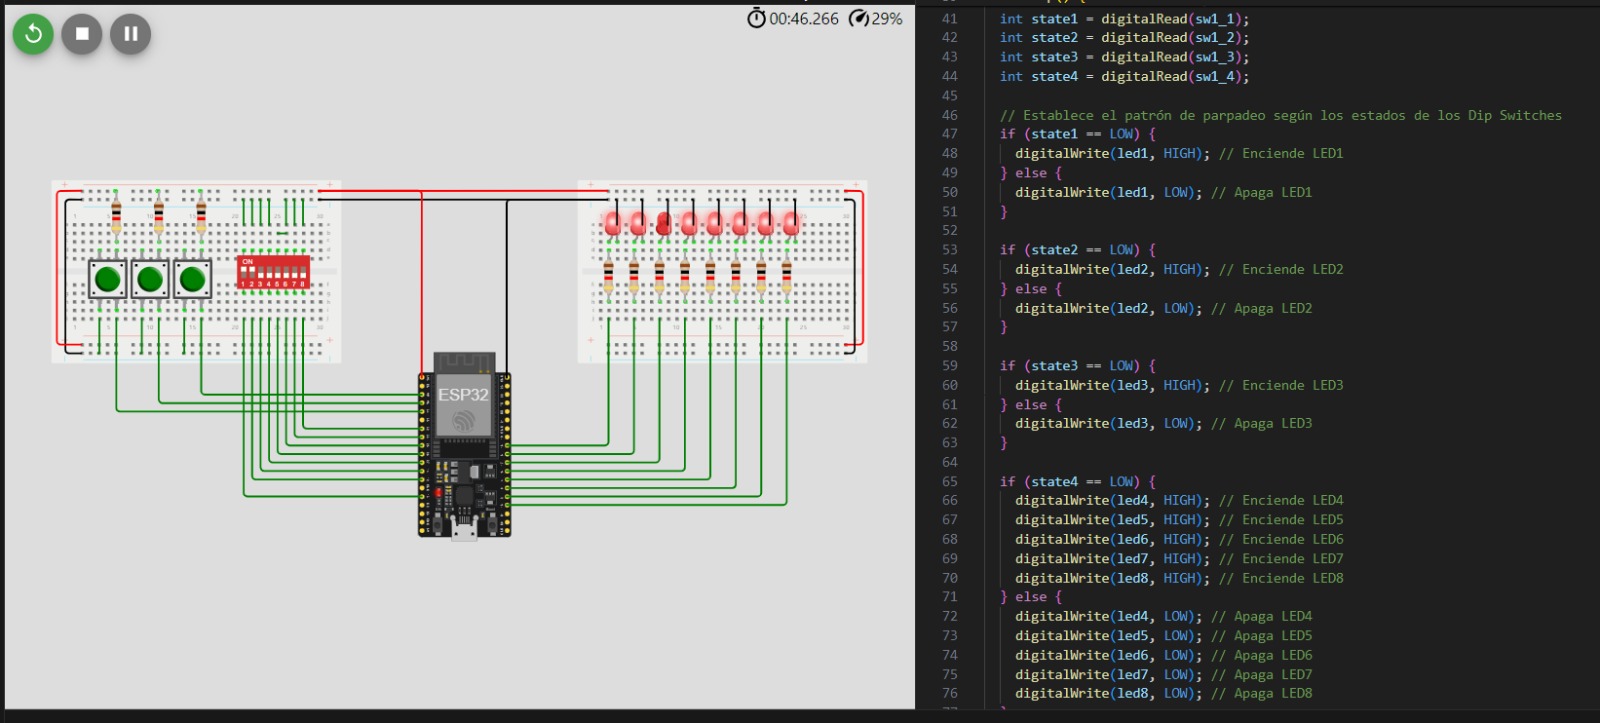 00:46.266 29%
ON
1 2 3 4 5 6 7 8
ESP32
41 int state1 = digitalRead(sw1_1);
42 int state2 = digitalRead(sw1_2);
43 int state3 = digitalRead(sw1_3);
44 int state4 = digitalRead(sw1_4);
45
46 // Establece el patrón de parpadeo según los estados de los Dip Switches
47 if (state1 == LOW) {
48 digitalWrite(led1, HIGH); // Enciende LED1
49 } else {
50 digitalWrite(led1, LOW); // Apaga LED1
51 }
52
53 if (state2 == LOW) {
54 digitalWrite(led2, HIGH); // Enciende LED2
55 } else {
56 digitalWrite(led2, LOW); // Apaga LED2
57 }
58
59 if (state3 == LOW) {
60 digitalWrite(led3, HIGH); // Enciende LED3
61 } else {
62 digitalWrite(led3, LOW); // Apaga LED3
63 }
64
65 if (state4 == LOW) {
66 digitalWrite(led4, HIGH); // Enciende LED4
67 digitalWrite(led5, HIGH); // Enciende LED5
68 digitalWrite(led6, HIGH); // Enciende LED6
69 digitalWrite(led7, HIGH); // Enciende LED7
70 digitalWrite(led8, HIGH); // Enciende LED8
71 } else {
72 digitalWrite(led4, LOW); // Apaga LED4
73 digitalWrite(led5, LOW); // Apaga LED5
74 digitalWrite(led6, LOW); // Apaga LED6
75 digitalWrite(led7, LOW); // Apaga LED7
76 digitalWrite(led8, LOW); // Apaga LED8